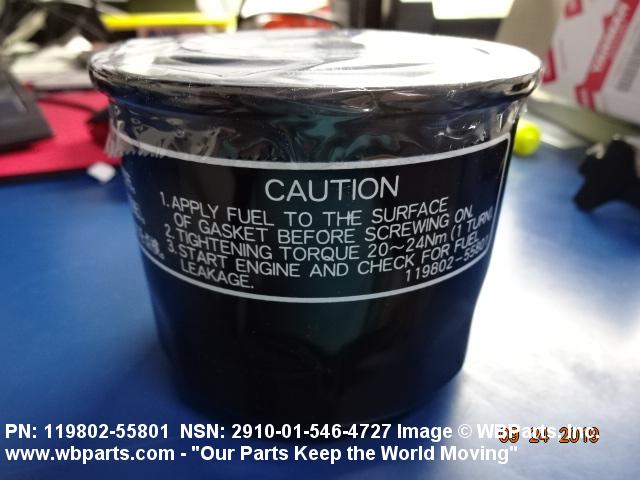 CAUTION
1. APPLY FUEL TO THE SURFACE
OF GASKET BEFORE SCREWING ON.
2. TIGHTENING TORQUE 20~24Nm (1 TURN).
3. START ENGINE AND CHECK FOR FUEL
LEAKAGE.
119802-55801
PN: 119802-55801 NSN: 2910-01-546-4727 Image © WBParts, Inc.
09 24 2019
www.wbparts.com - "Our Parts Keep the World Moving"